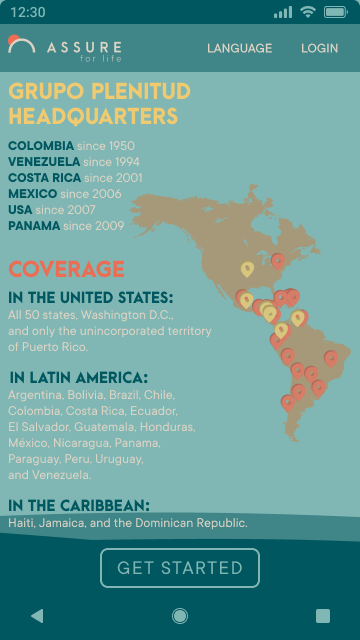 12:30
ASSURE
for life
LANGUAGE
LOGIN
GRUPO PLENITUD
HEADQUARTERS
COLOMBIA since 1950
VENEZUELA since 1994
COSTA RICA since 2001
MEXICO since 2006
USA since 2007
PANAMA since 2009
COVERAGE
IN THE UNITED STATES:
All 50 states, Washington D.C.,
and only the unincorporated territory
of Puerto Rico.
IN LATIN AMERICA:
Argentina, Bolivia, Brazil, Chile,
Colombia, Costa Rica, Ecuador,
El Salvador, Guatemala, Honduras,
México, Nicaragua, Panama,
Paraguay, Peru, Uruguay,
and Venezuela.
IN THE CARIBBEAN:
Haiti, Jamaica, and the Dominican Republic.
GET STARTED